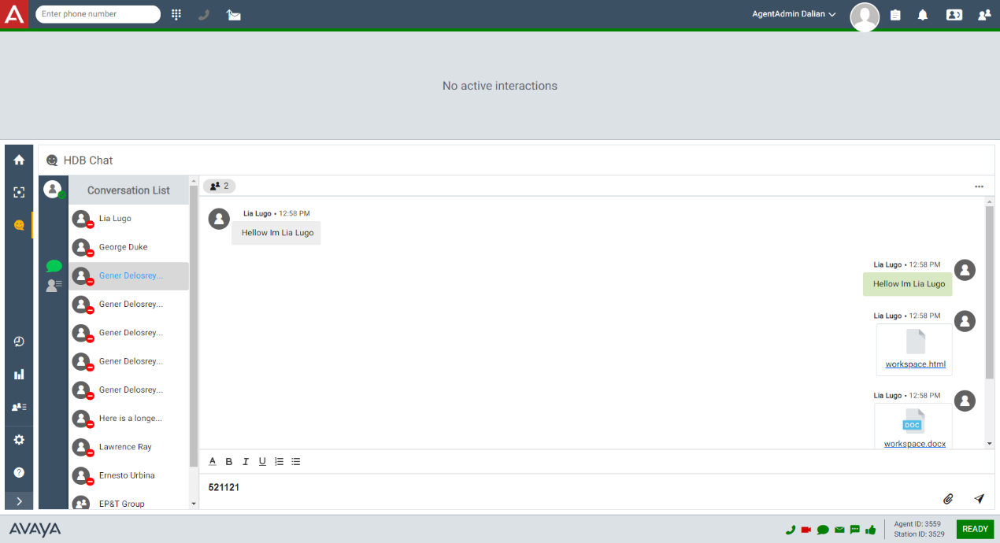 Enter phone number
AgentAdmin Dalian
No active interactions
HDB Chat
Conversation List
Lia Lugo
George Duke
Gener Delosrey...
Gener Delosrey...
Gener Delosrey...
Gener Delosrey...
Gener Delosrey...
Here is a longe...
Lawrence Ray
Ernesto Urbina
EP&T Group
2
Lia Lugo • 12:58 PM
Hellow Im Lia Lugo
Lia Lugo • 12:58 PM
Hellow Im Lia Lugo
Lia Lugo • 12:58 PM
workspace.html
Lia Lugo • 12:58 PM
DOC
workspace.docx
A B I U
521121
AVAYA
Agent ID: 3559
Station ID: 3529
READY